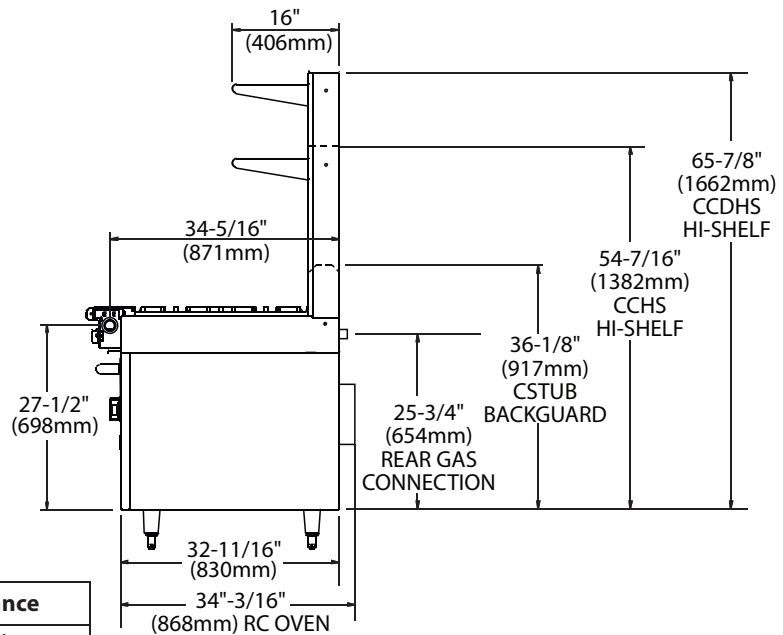 16"
(406mm)
65-7/8"
(1662mm)
CCDHS
HI-SHELF
34-5/16"
(871mm)
54-7/16"
(1382mm)
CCHS
HI-SHELF
36-1/8"
(917mm)
CSTUB
BACKGUARD
27-1/2"
(698mm)
25-3/4"
(654mm)
REAR GAS
CONNECTION
32-11/16"
(830mm)
34"-3/16"
(868mm) RC OVEN